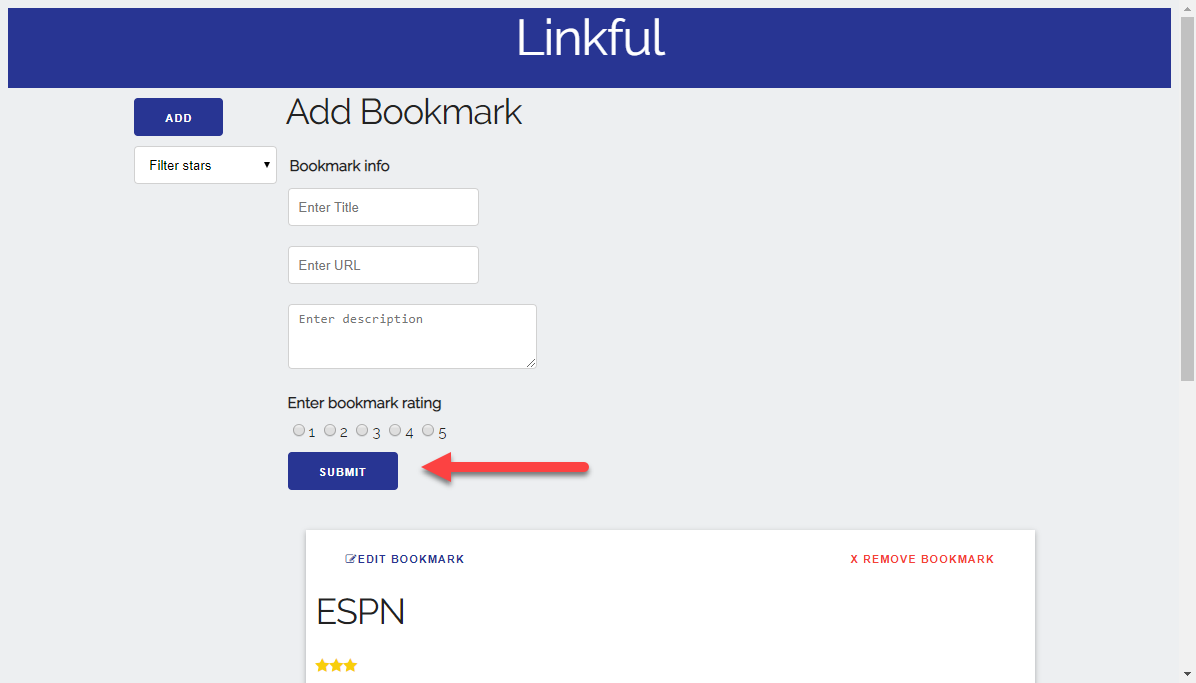 Linkful
ADD
Filter stars
Add Bookmark
Bookmark info
Enter Title
Enter URL
Enter description
Enter bookmark rating
1 2 3 4 5
SUBMIT
EDIT BOOKMARK X REMOVE BOOKMARK
ESPN